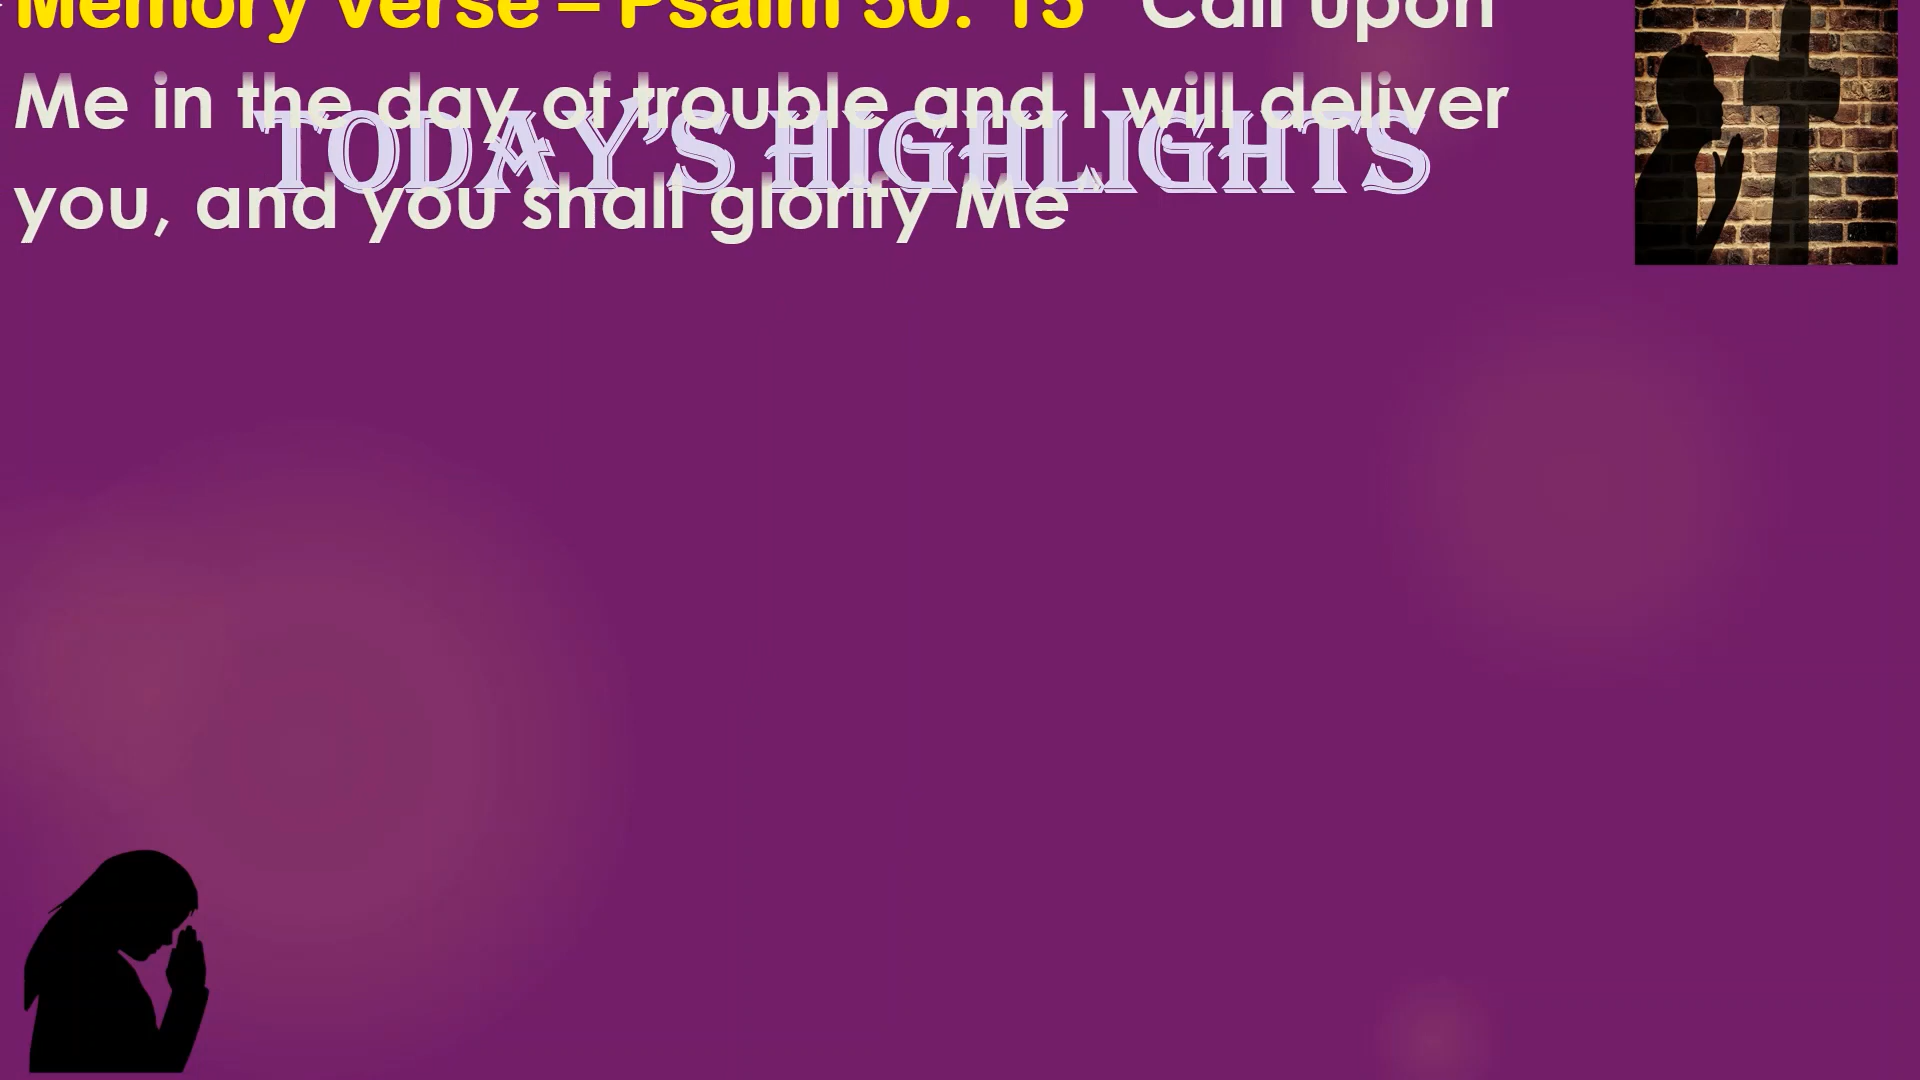 Memory Verse – Psalm 50: 15 “Call upon
Me in the day of trouble and I will deliver
TODAY’S HIGHLIGHTS
you, and you shall glorify Me”